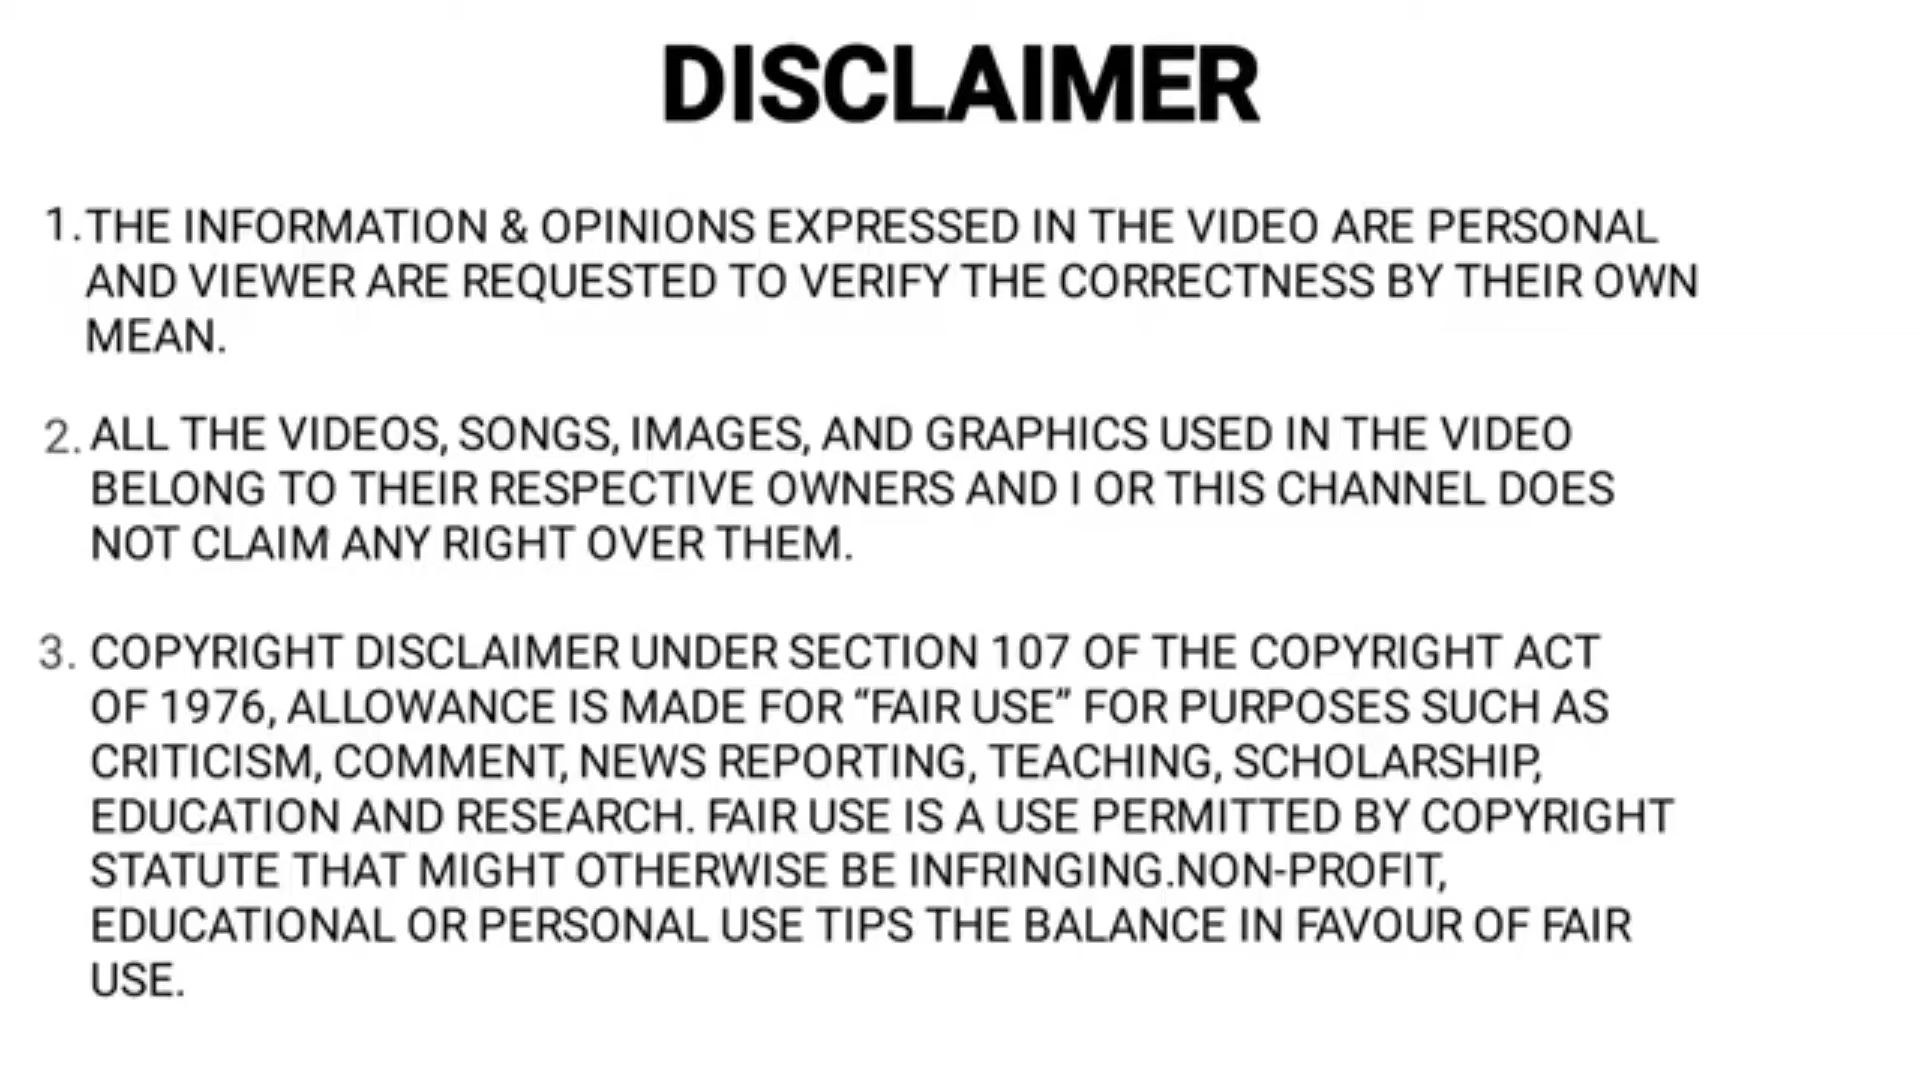 DISCLAIMER
1.THE INFORMATION & OPINIONS EXPRESSED IN THE VIDEO ARE PERSONAL
AND VIEWER ARE REQUESTED TO VERIFY THE CORRECTNESS BY THEIR OWN
MEAN.
2. ALL THE VIDEOS, SONGS, IMAGES, AND GRAPHICS USED IN THE VIDEO
BELONG TO THEIR RESPECTIVE OWNERS AND I OR THIS CHANNEL DOES
NOT CLAIM ANY RIGHT OVER THEM.
3. COPYRIGHT DISCLAIMER UNDER SECTION 107 OF THE COPYRIGHT ACT
OF 1976, ALLOWANCE IS MADE FOR “FAIR USE” FOR PURPOSES SUCH AS
CRITICISM, COMMENT, NEWS REPORTING, TEACHING, SCHOLARSHIP,
EDUCATION AND RESEARCH. FAIR USE IS A USE PERMITTED BY COPYRIGHT
STATUTE THAT MIGHT OTHERWISE BE INFRINGING.NON-PROFIT,
EDUCATIONAL OR PERSONAL USE TIPS THE BALANCE IN FAVOUR OF FAIR
USE.